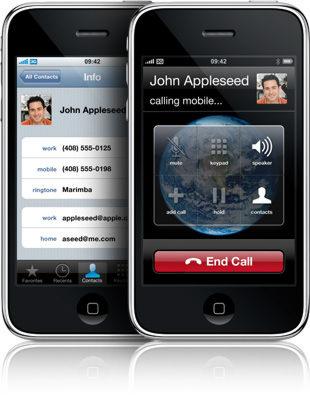 3G
09:42
All Contacts
Info
John Appleseed
work (408) 555-0125
mobile (408) 555-0198
ringtone Marimba
work appleseed@apple.c
home aseed@me.com
Favorites
Recents
Contacts
3G
09:42
John Appleseed
calling mobile...
mute
keypad
speaker
add call
hold
contacts
End Call